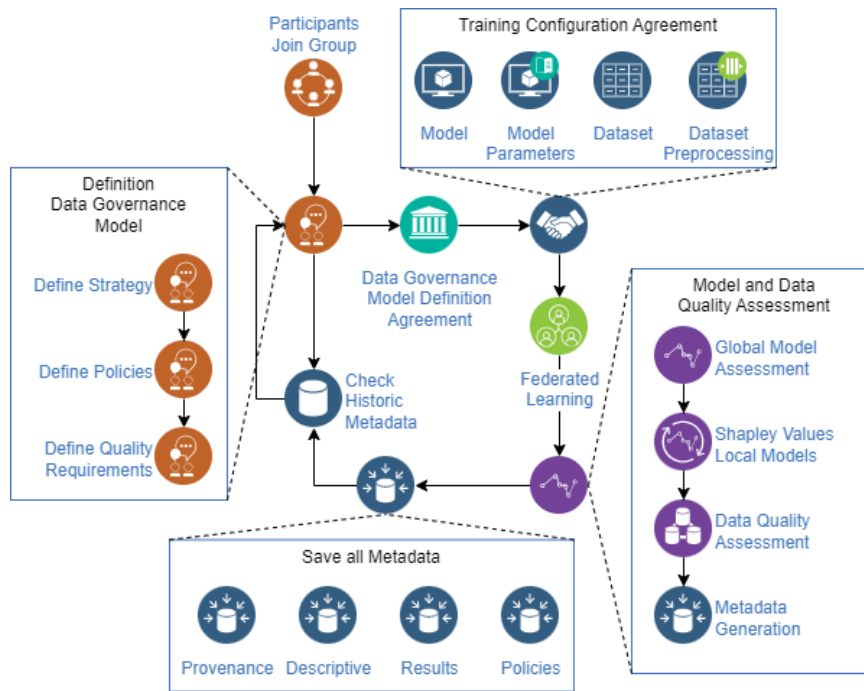 Participants
Join Group
Training Configuration Agreement
Model
Model
Parameters
Dataset
Dataset
Preprocessing
Definition
Data Governance
Model
Define Strategy
Define Policies
Define Quality
Requirements
Data Governance
Model Definition
Agreement
Federated
Learning
Check
Historic
Metadata
Model and Data
Quality Assessment
Global Model
Assessment
Shapley Values
Local Models
Data Quality
Assessment
Metadata
Generation
Save all Metadata
Provenance
Descriptive
Results
Policies